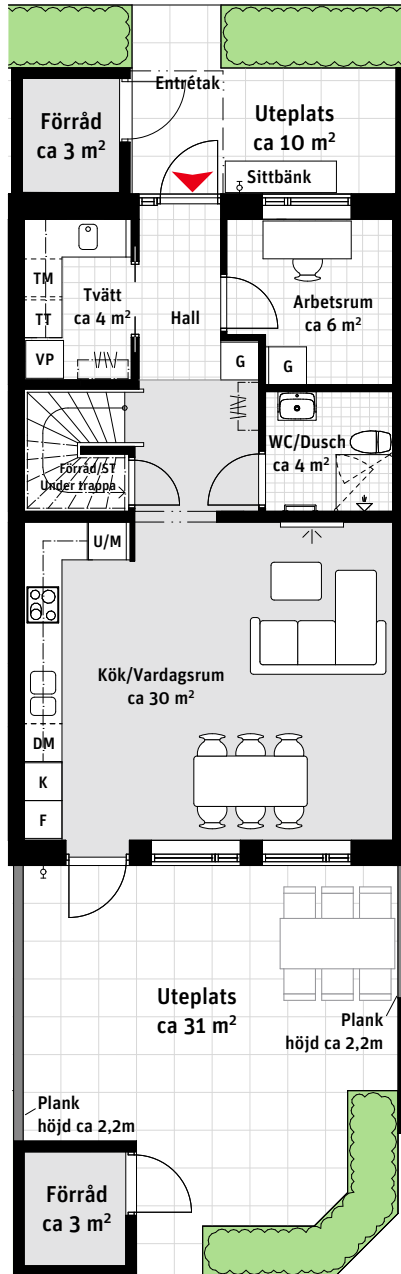 Entrétak
Förråd
ca 3 m²
Uteplats
ca 10 m²
Sittbänk
TM
TT
VP
Tvätt
ca 4 m²
Hall
Arbetsrum
ca 6 m²
G
G
WC/Dusch
ca 4 m²
Förråd/ST
Under trappa
U/M
Kök/Vardagsrum
ca 30 m²
DM
K
F
Uteplats
ca 31 m²
Plank
höjd ca 2,2m
Plank
höjd ca 2,2m
Förråd
ca 3 m²